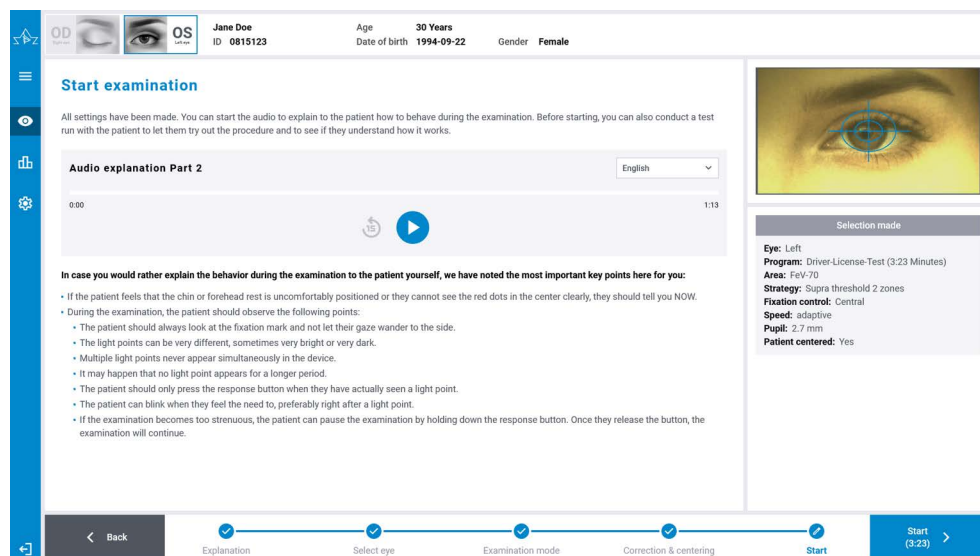 OD
Right eye
OS
Left eye
Jane Doe
ID 0815123
Age 30 Years
Date of birth 1994-09-22
Gender Female
Start examination
All settings have been made. You can start the audio to explain to the patient how to behave during the examination. Before starting, you can also conduct a test
run with the patient to let them try out the procedure and to see if they understand how it works.
Audio explanation Part 2
English
0:00
1:13
15
In case you would rather explain the behavior during the examination to the patient yourself, we have noted the most important key points here for you:
• If the patient feels that the chin or forehead rest is uncomfortably positioned or they cannot see the red dots in the center clearly, they should tell you NOW.
• During the examination, the patient should observe the following points:
• The patient should always look at the fixation mark and not let their gaze wander to the side.
• The light points can be very different, sometimes very bright or very dark.
• Multiple light points never appear simultaneously in the device.
• It may happen that no light point appears for a longer period.
• The patient should only press the response button when they have actually seen a light point.
• The patient can blink when they feel the need to, preferably right after a light point.
• If the examination becomes too strenuous, the patient can pause the examination by holding down the response button. Once they release the button, the
examination will continue.
Selection made
Eye: Left
Program: Driver-License-Test (3:23 Minutes)
Area: FeV-70
Strategy: Supra threshold 2 zones
Fixation control: Central
Speed: adaptive
Pupil: 2.7 mm
Patient centered: Yes
Back
Explanation
Select eye
Examination mode
Correction & centering
Start
Start
(3:23)